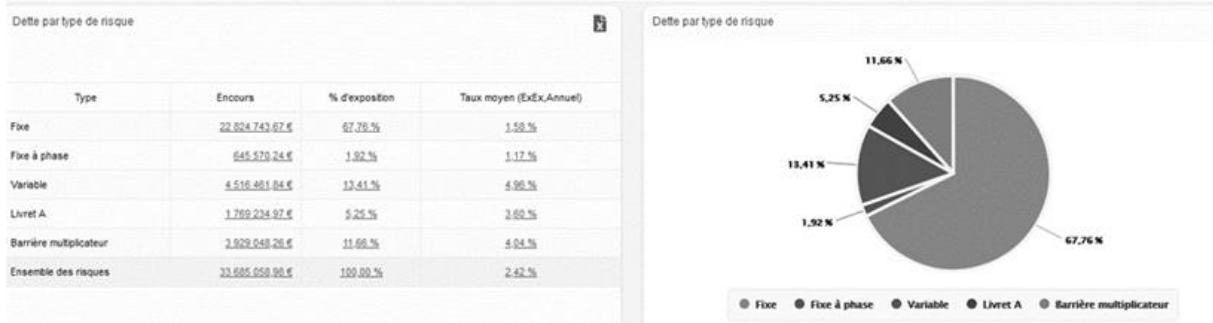 Dette par type de risque
Type Encours % d'exposition Taux moyen (ExEx,Annuel)
Fixe 22 824 743,67 € 67,76 % 1,58 %
Fixe à phase 645 570,24 € 1,92 % 1,17 %
Variable 4 516 461,84 € 13,41 % 4,96 %
Livret A 1 769 234,97 € 5,25 % 3,60 %
Barrière multiplicateur 3 929 048,26 € 11,66 % 4,04 %
Ensemble des risques 33 685 058,98 € 100,00 % 2,42 %
Dette par type de risque
11,66 %
5,25 %
13,41 %
1,92 %
67,76 %
Fixe Fixe à phase Variable Livret A Barrière multiplicateur